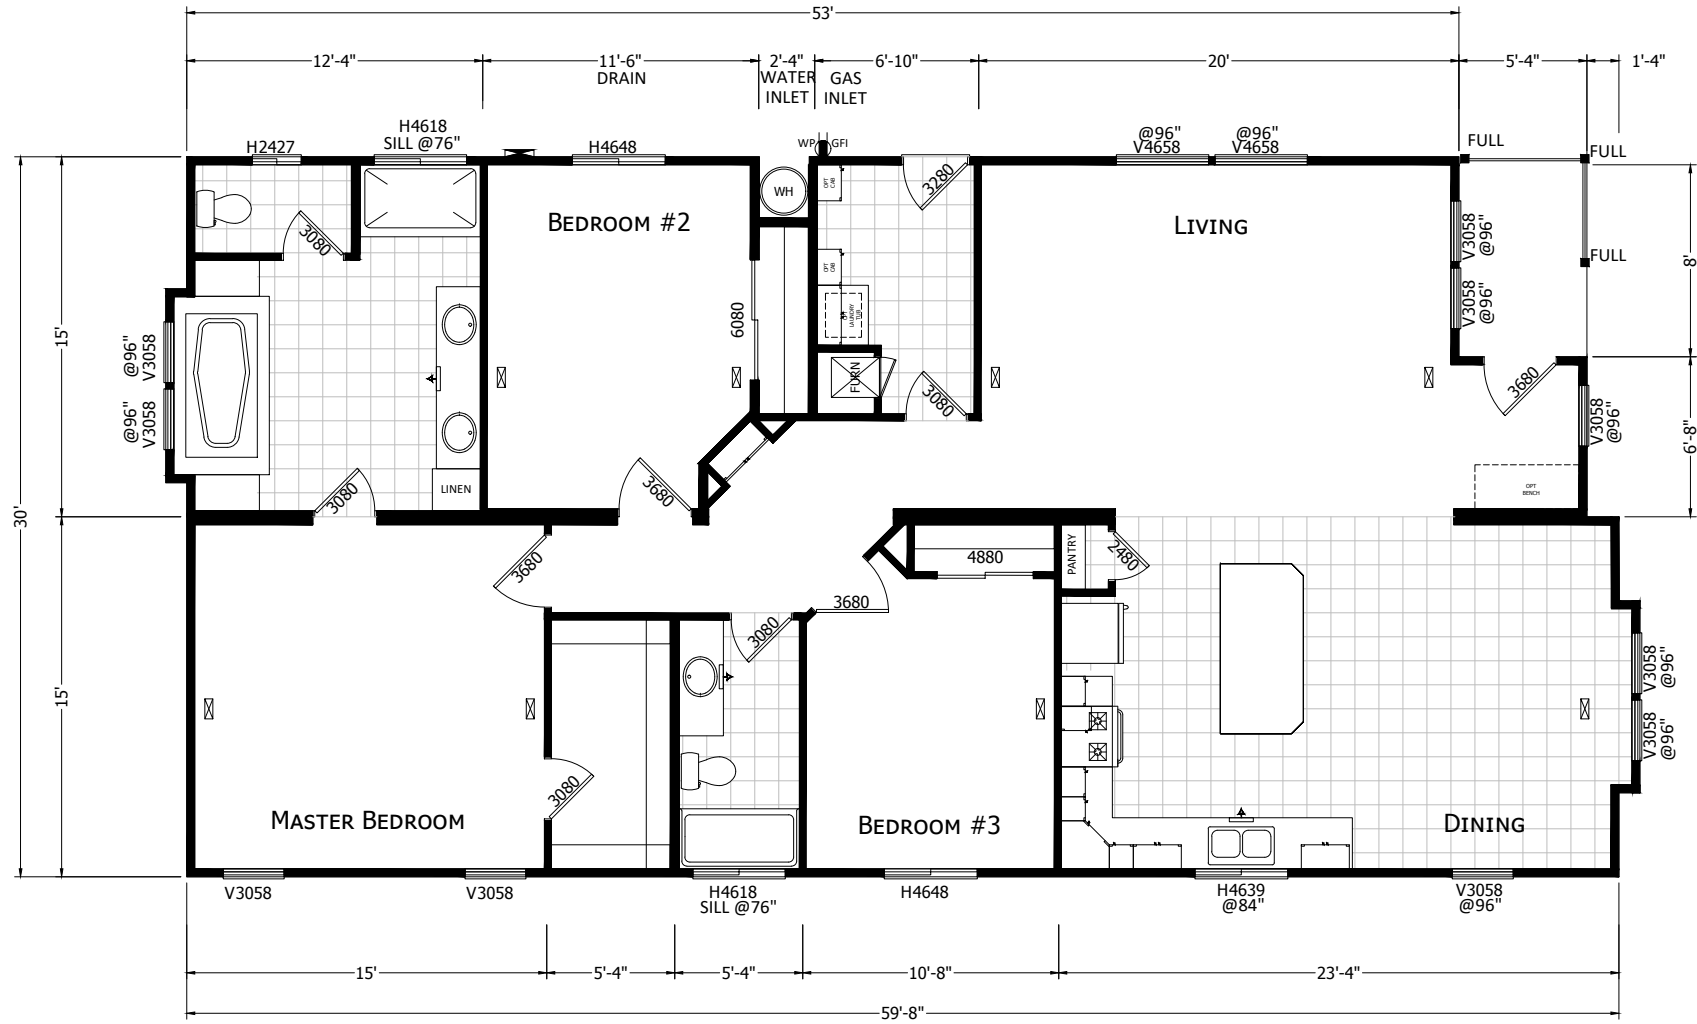 53'
12'-4"
11'-6"
2'-4"
6'-10"
20'
5'-4"
1'-4"
DRAIN
WATER
INLET
GAS
INLET
H2427
H4618
SILL @76"
H4648
WP
GFI
@96"
V4658
@96"
V4658
FULL
FULL
FULL
3080
BEDROOM #2
WH
OPT
CAB
3280
LIVING
V3058
@96"
V3058
@96"
8'
15'
@96"
V3058
@96"
V3058
6080
OPT
CAB
OPT
LAUNDRY
TUB
FURN
3080
3680
V3058
@96"
6'-8"
3080
LINEN
3680
OPT
BENCH
30'
3680
4880
PANTRY
2480
3680
3080
15'
V3058
@96"
V3058
@96"
3080
MASTER BEDROOM
BEDROOM #3
DINING
V3058
V3058
H4618
SILL @76"
H4648
H4639
@84"
V3058
@96"
15'
5'-4"
5'-4"
10'-8"
23'-4"
59'-8"